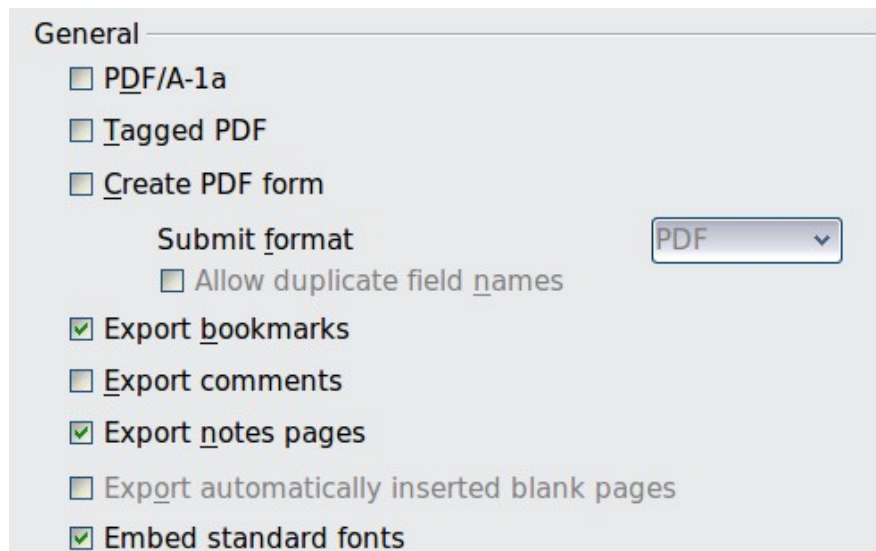 General
PDF/A-1a
Tagged PDF
Create PDF form
Submit format PDF
Allow duplicate field names
Export bookmarks
Export comments
Export notes pages
Export automatically inserted blank pages
Embed standard fonts